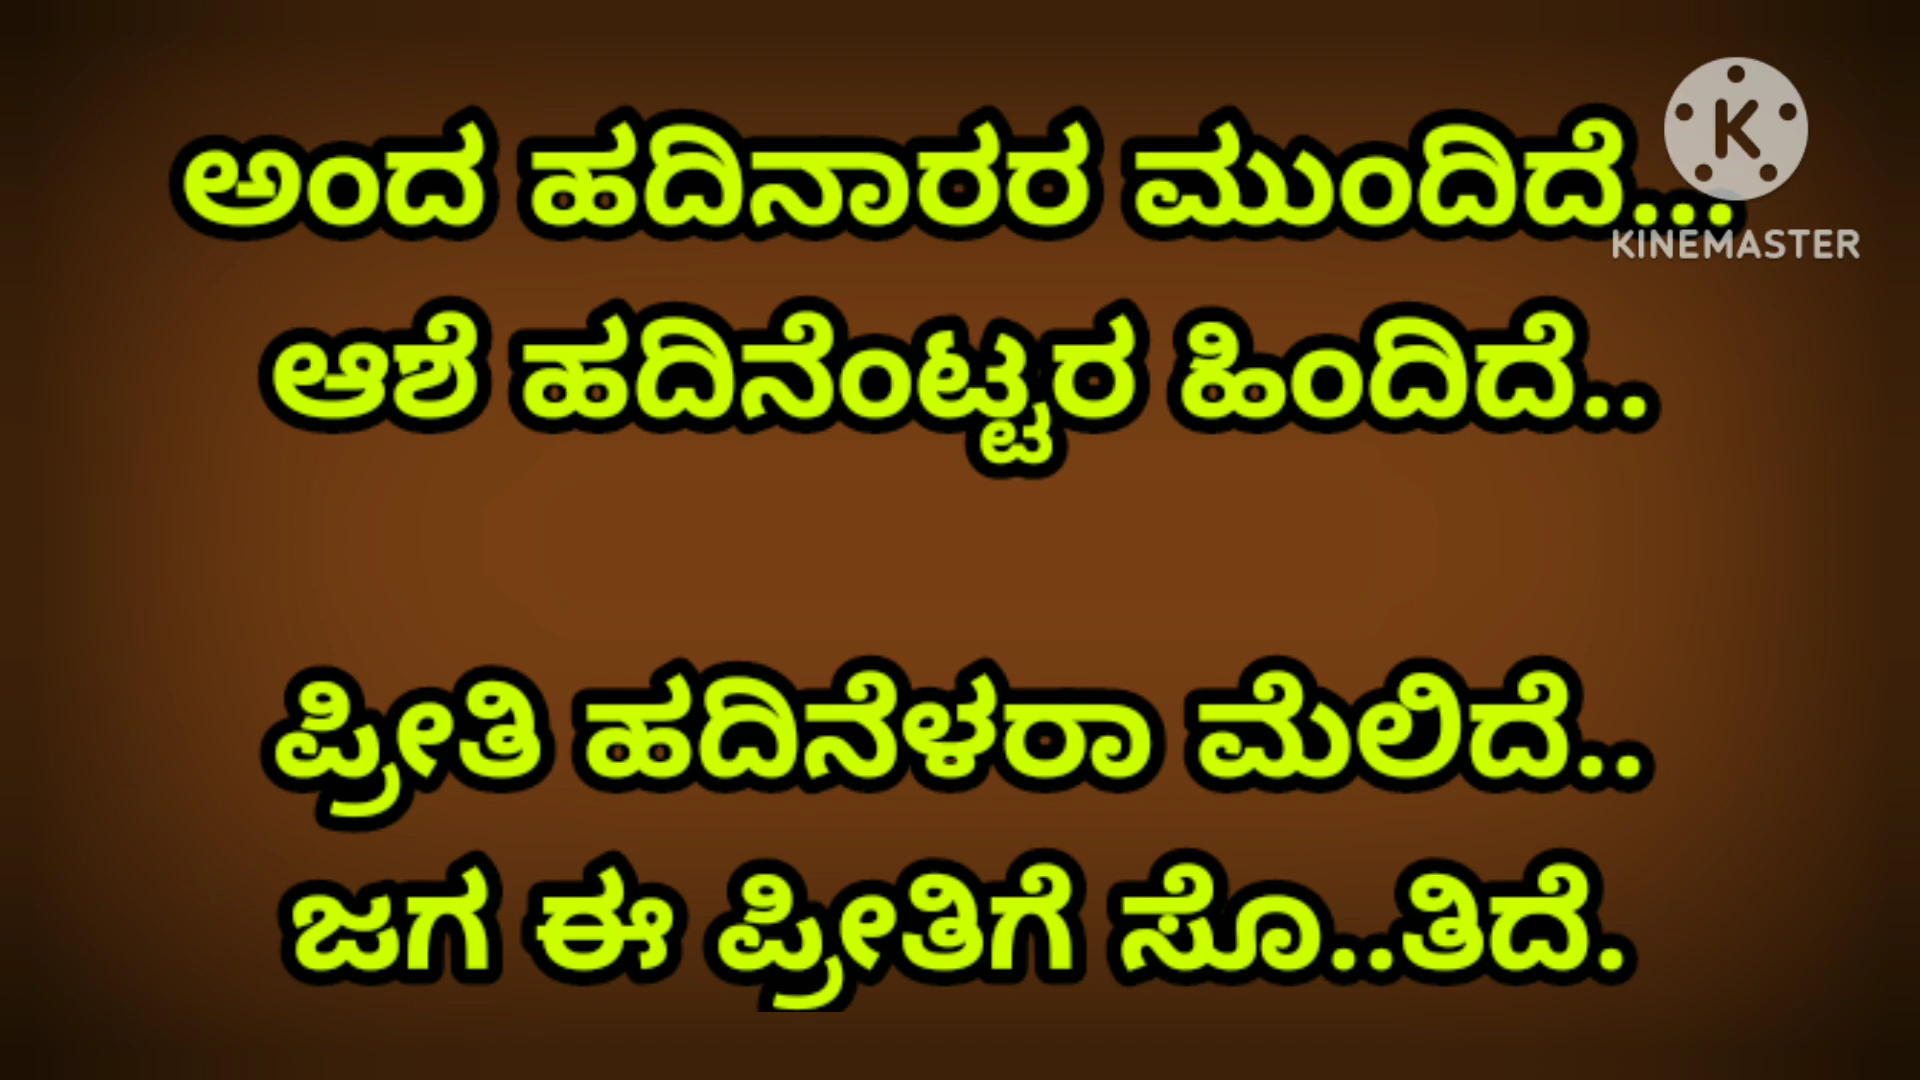 ಅಂದ ಹದಿನಾರರ ಮುಂದಿದೆ...
KINEMASTER
ಆಶೆ ಹದಿನೆಂಟ್ಟರ ಹಿಂದಿದೆ..
ಪ್ರೀತಿ ಹದಿನೆಳರಾ ಮೆಲಿದೆ..
ಜಗ ಈ ಪ್ರೀತಿಗೆ ಸೊ..ತಿದೆ.